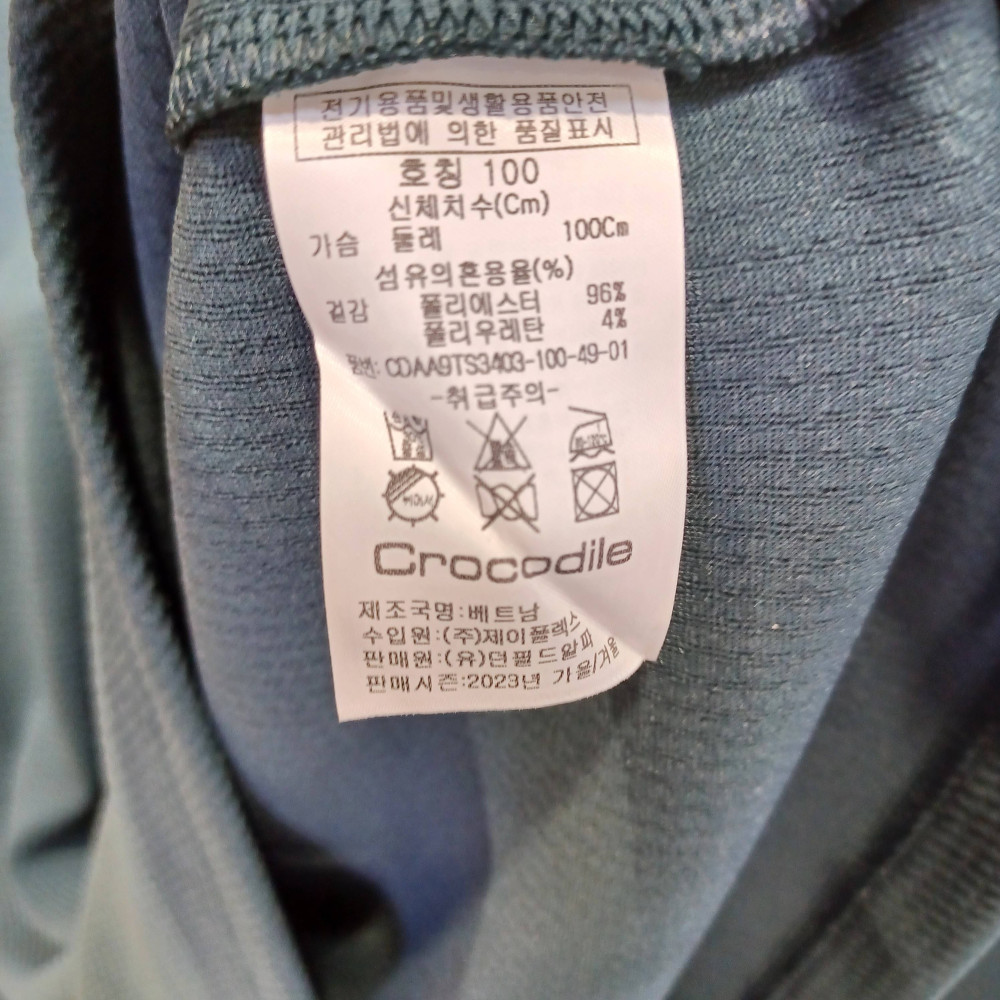 전기용품및생활용품안전
관리법에 의한 품질표시
호칭 100
신체치수(Cm)
가슴 둘레 100Cm
섬유의혼용율(%)
겉감 폴리에스터 96%
폴리우레탄 4%
품번: CDAA9TS3403-100-49-01
-취급주의-
Crocodile
제조국명:베트남
수입원:(주)제이플렉스
판매원:(유)던필드알파
판매시즌:2023년 가을/겨울